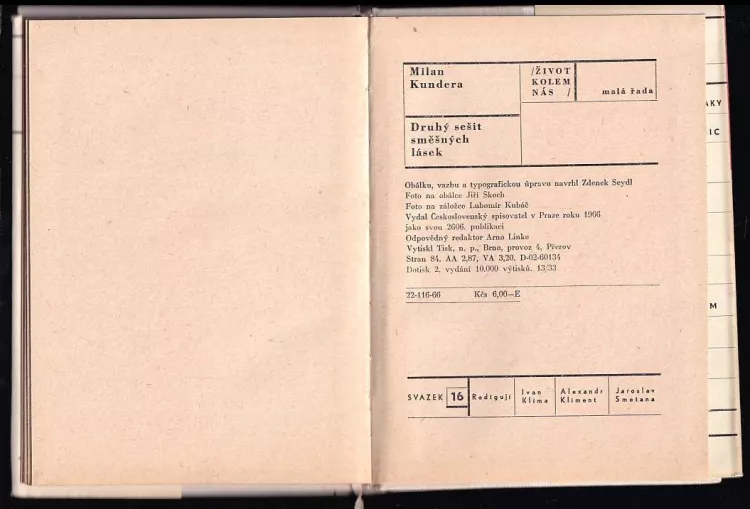 Milan
Kundera
/ŽIVOT
KOLEM
NÁS /
malá řada
Druhý sešit
směšných
lásek
Obálku, vazbu a typografickou úpravu navrhl Zdenek Seydl
Foto na obálce Jiří Škoch
Foto na záložce Lubomír Kubáč
Vydal Československý spisovatel v Praze roku 1966
jako svou 2606. publikaci
Odpovědný redaktor Arno Linke
Vytiskl Tisk, n. p., Brno, provoz 4, Přerov
Stran 84. AA 2,87, VA 3,20. D-02-60134
Dotisk 2. vydání 10.000 výtisků. 13/33
22-116-66 Kčs 6,00—E
SVAZEK 16 Redigují
Ivan
Klíma
Alexandr
Kliment
Jaroslav
Smetana
AKY
IC
M